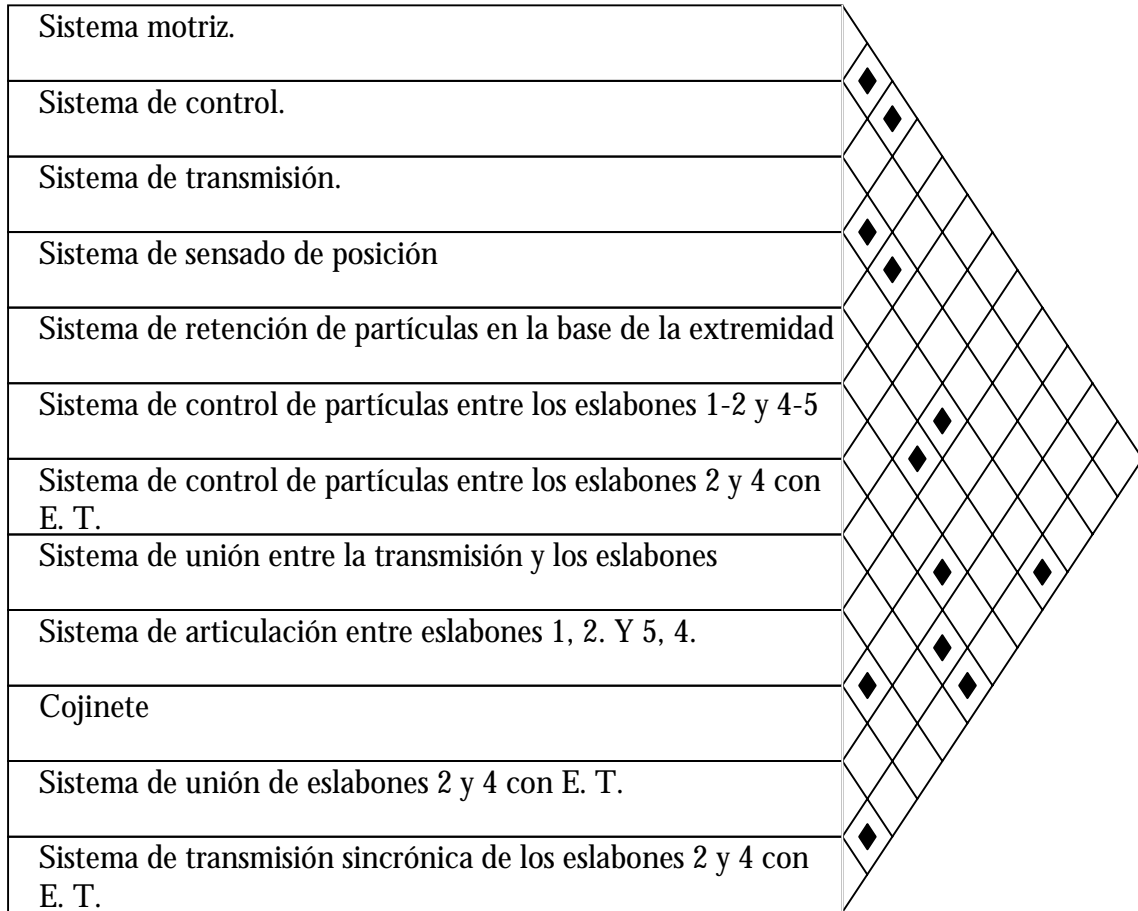 Sistema motriz.
Sistema de control.
Sistema de transmisión.
Sistema de sensado de posición
Sistema de retención de partículas en la base de la extremidad
Sistema de control de partículas entre los eslabones 1-2 y 4-5
Sistema de control de partículas entre los eslabones 2 y 4 con
E. T.
Sistema de unión entre la transmisión y los eslabones
Sistema de articulación entre eslabones 1, 2. Y 5, 4.
Cojinete
Sistema de unión de eslabones 2 y 4 con E. T.
Sistema de transmisión sincrónica de los eslabones 2 y 4 con
E. T.